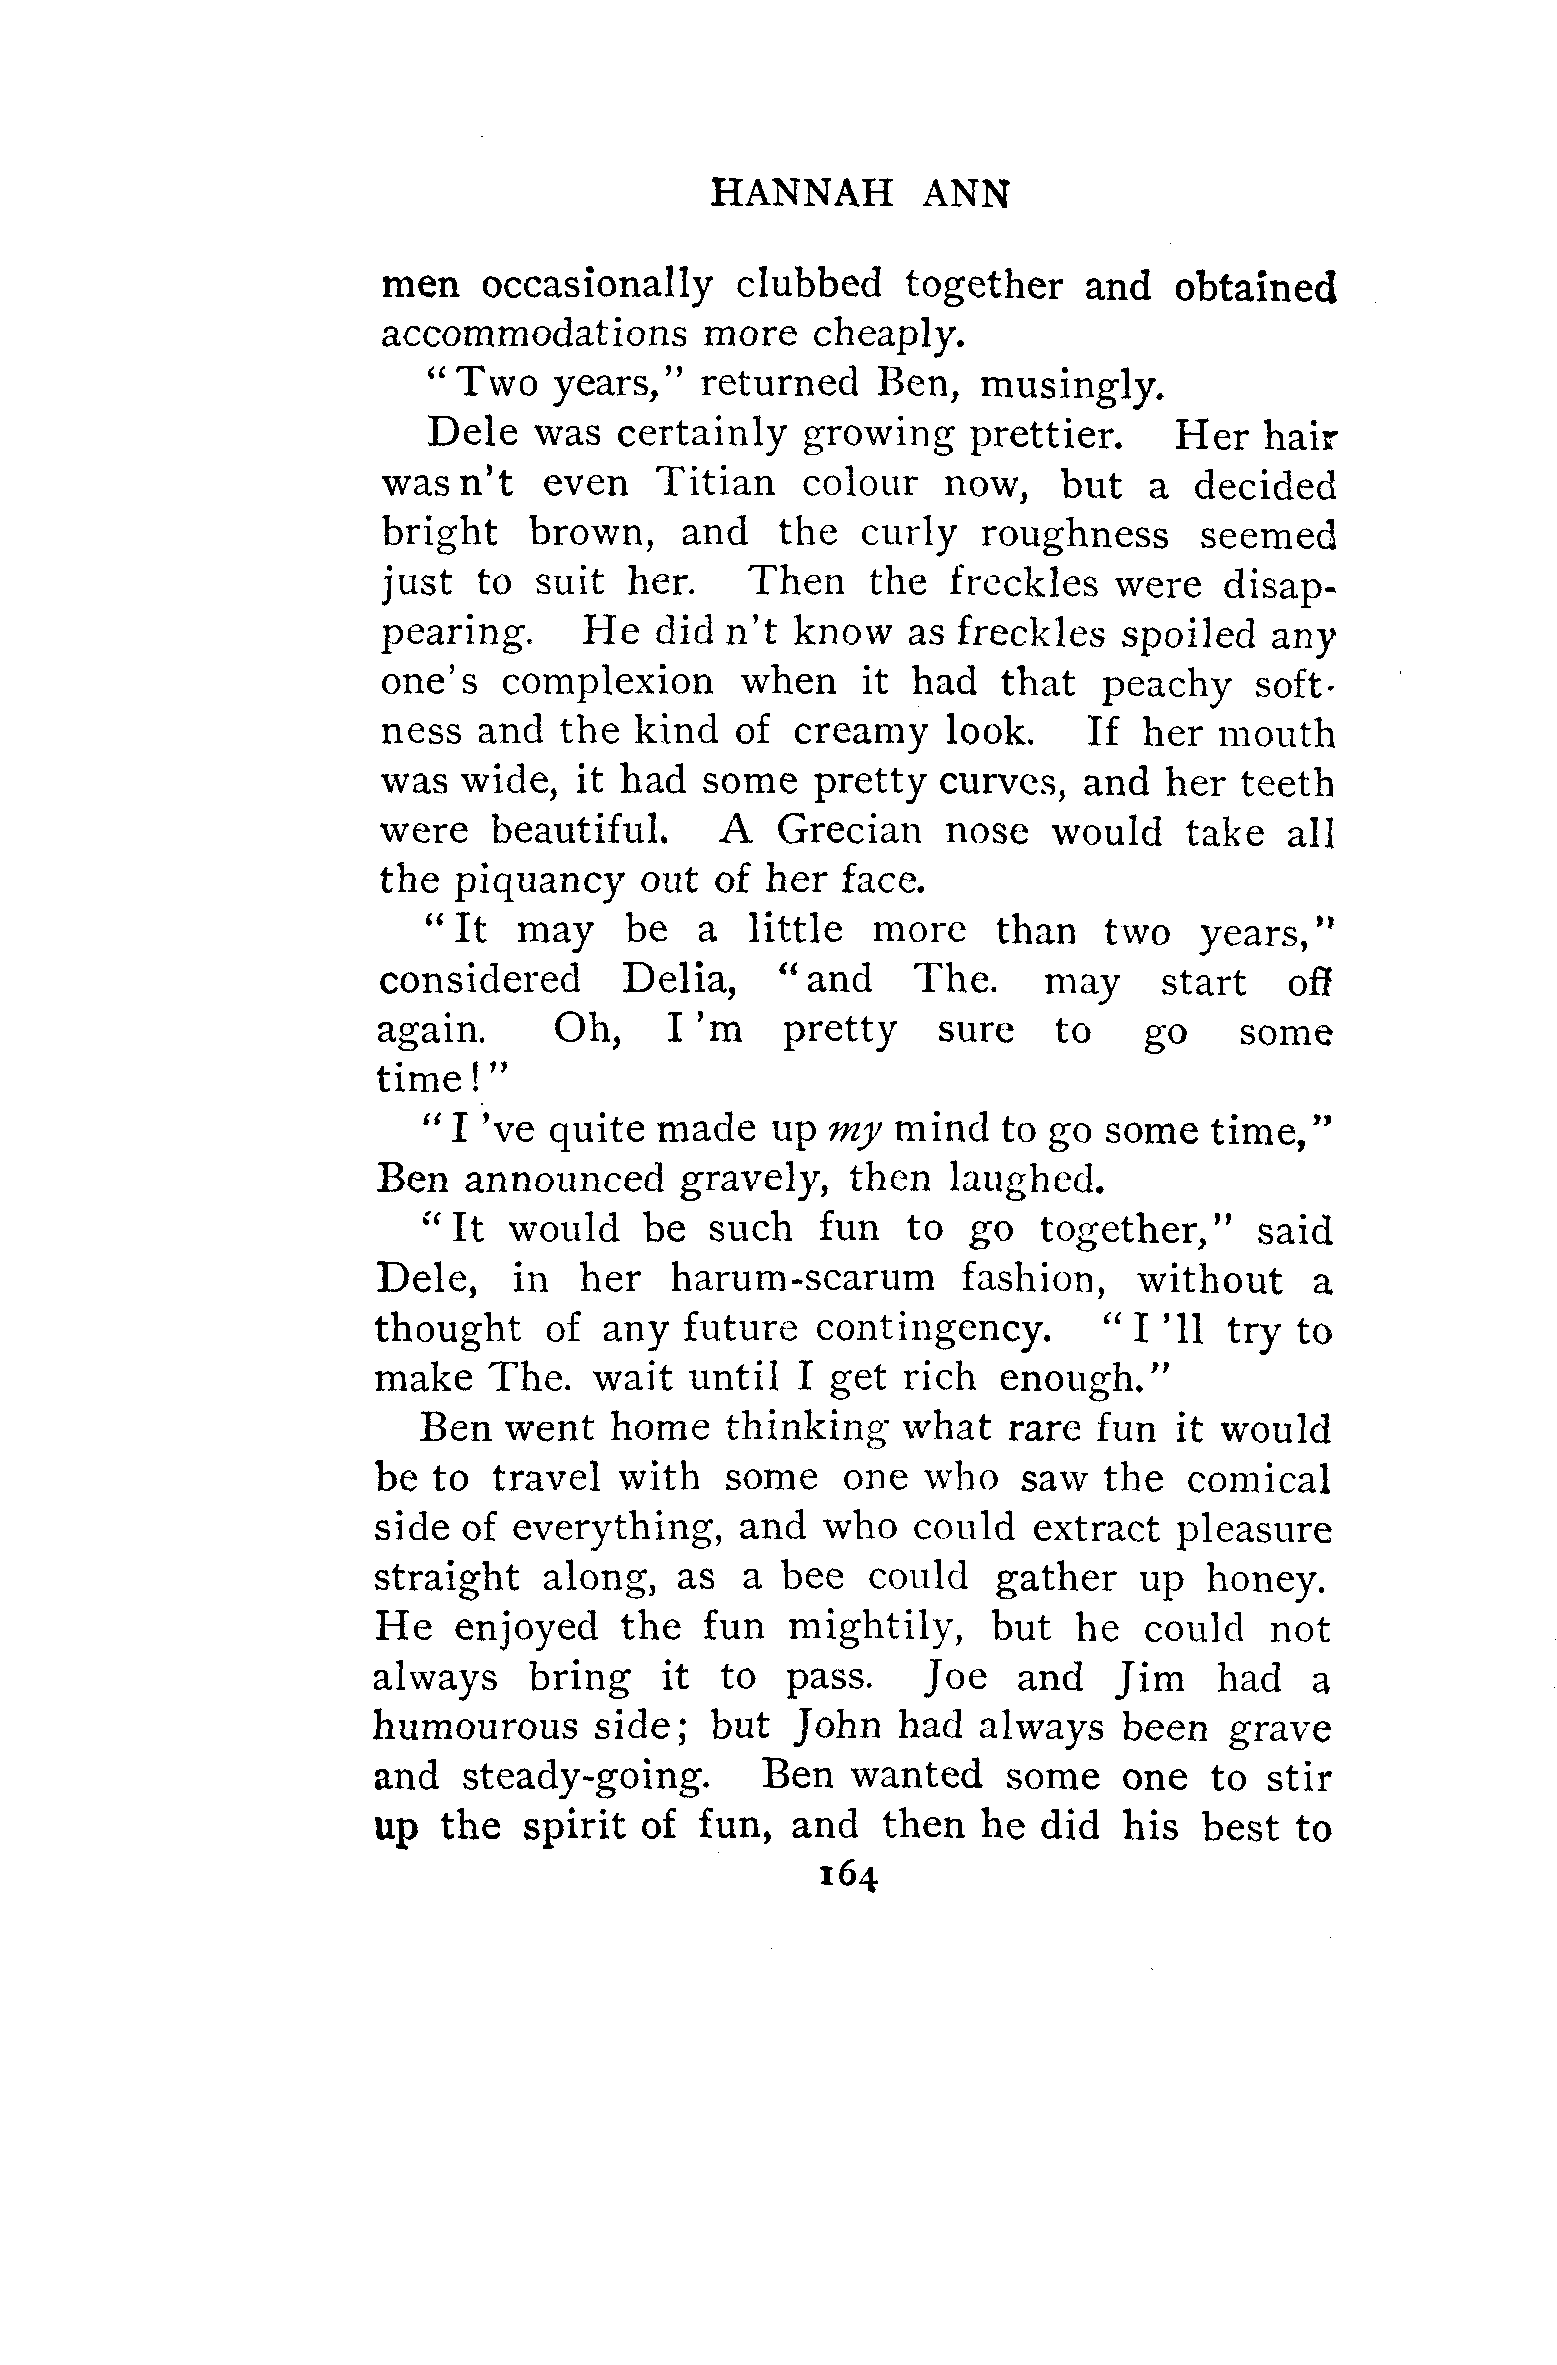 HANNAH ANN
men occasionally clubbed together and obtained
accommodations more cheaply.
"Two years," returned Ben, musingly.
Dele was certainly growing prettier. Her hair
was n't even Titian colour now, but a decided
bright brown, and the curly roughness seemed
just to suit her. Then the freckles were disap-
pearing. He did n't know as freckles spoiled any
one's complexion when it had that peachy soft-
ness and the kind of creamy look. If her mouth
was wide, it had some pretty curves, and her teeth
were beautiful. A Grecian nose would take all
the piquancy out of her face.
"It may be a little more than two years,"
considered Delia, "and The. may start off
again. Oh, I 'm pretty sure to go some
time!"
"I 've quite made up my mind to go some time,"
Ben announced gravely, then laughed.
"It would be such fun to go together," said
Dele, in her harum-scarum fashion, without a
thought of any future contingency. "I 'll try to
make The. wait until I get rich enough."
Ben went home thinking what rare fun it would
be to travel with some one who saw the comical
side of everything, and who could extract pleasure
straight along, as a bee could gather up honey.
He enjoyed the fun mightily, but he could not
always bring it to pass. Joe and Jim had a
humourous side; but John had always been grave
and steady-going. Ben wanted some one to stir
up the spirit of fun, and then he did his best to
164